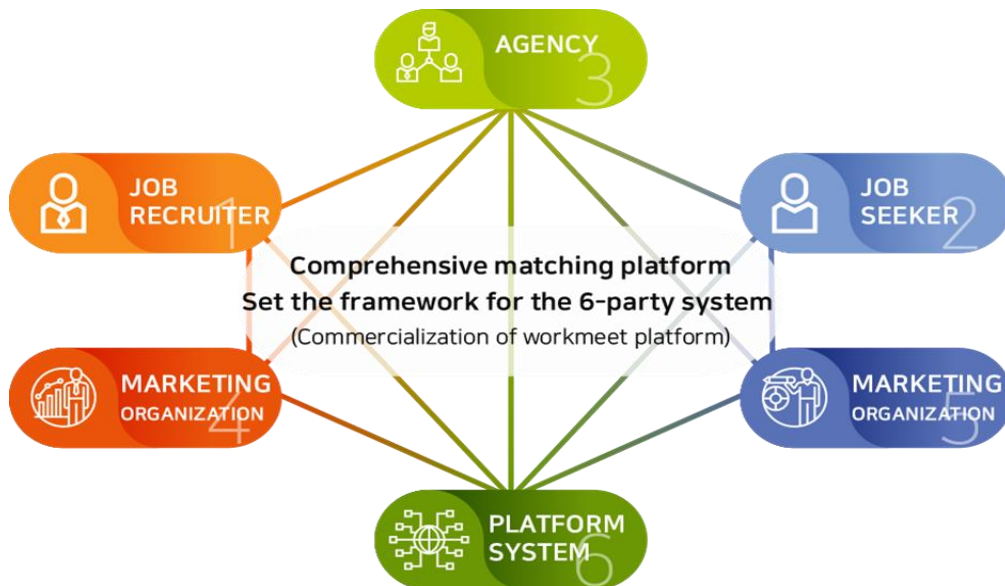 AGENCY
3
JOB
RECRUITER
1
JOB
SEEKER
2
Comprehensive matching platform
Set the framework for the 6-party system
(Commercialization of workmeet platform)
MARKETING
ORGANIZATION
4
MARKETING
ORGANIZATION
5
PLATFORM
SYSTEM
6